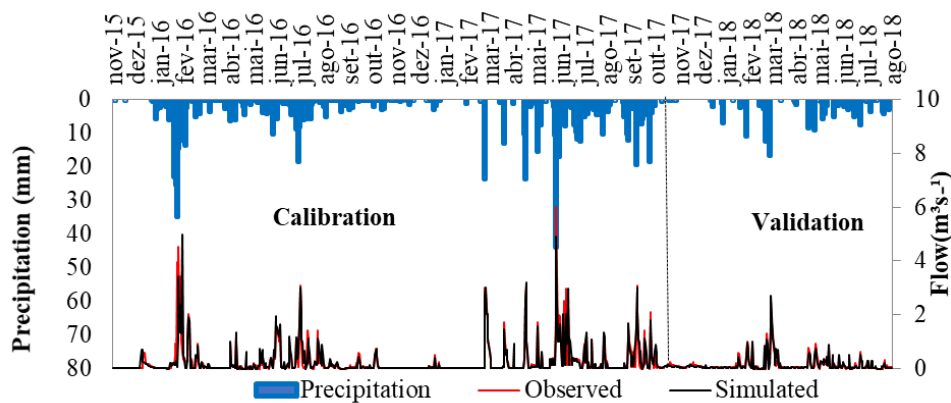 nov-15
dez-15
jan-16
fev-16
mar-16
abr-16
mai-16
jun-16
jul-16
ago-16
set-16
out-16
nov-16
dez-16
jan-17
fev-17
mar-17
abr-17
mai-17
jun-17
jul-17
ago-17
set-17
out-17
nov-17
dez-17
jan-18
fev-18
mar-18
abr-18
mai-18
jun-18
jul-18
ago-18
Precipitation (mm)
0
10
20
30
40
50
60
70
80
Calibration
Validation
10
8
6
4
2
0
Flow(m³s-¹)
Precipitation
Observed
Simulated